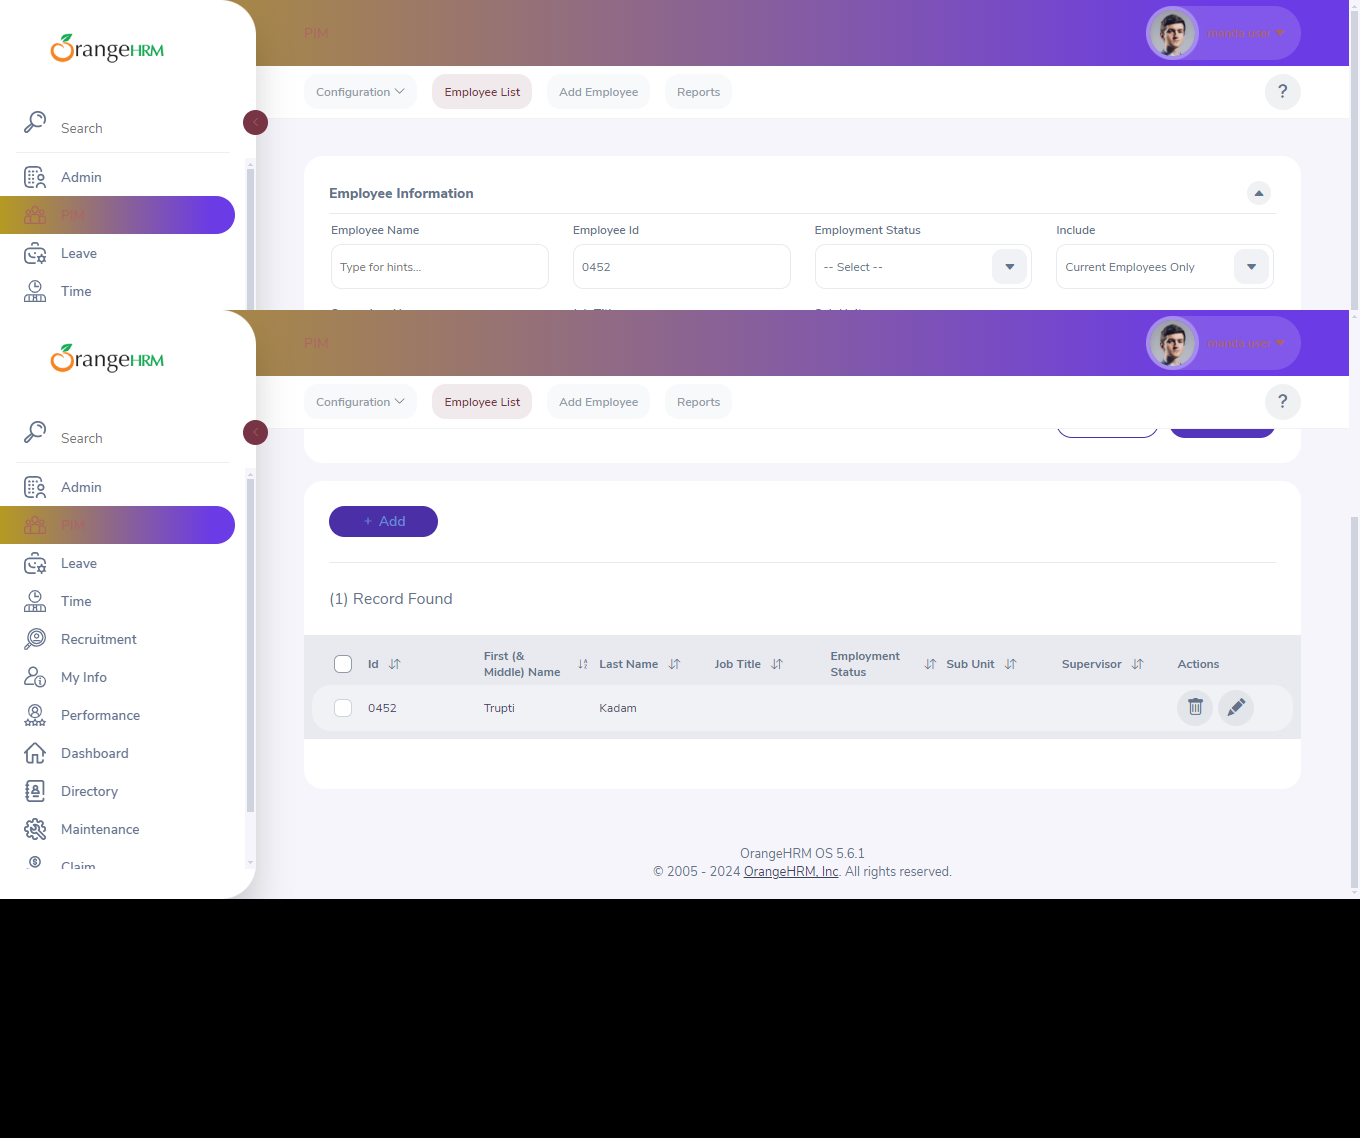 OrangeHRM
PIM
manda user
Configuration
Employee List
Add Employee
Reports
?
Search
Admin
PIM
Leave
Time
Employee Information
Employee Name
Employee Id
Employment Status
Include
Type for hints...
0452
-- Select --
Current Employees Only
OrangeHRM
PIM
manda user
Configuration
Employee List
Add Employee
Reports
?
Search
Admin
PIM
Leave
Time
Recruitment
My Info
Performance
Dashboard
Directory
Maintenance
Claim
+ Add
(1) Record Found
Id
First (& Middle) Name
Last Name
Job Title
Employment Status
Sub Unit
Supervisor
Actions
0452
Trupti
Kadam
OrangeHRM OS 5.6.1
© 2005 - 2024 OrangeHRM, Inc. All rights reserved.